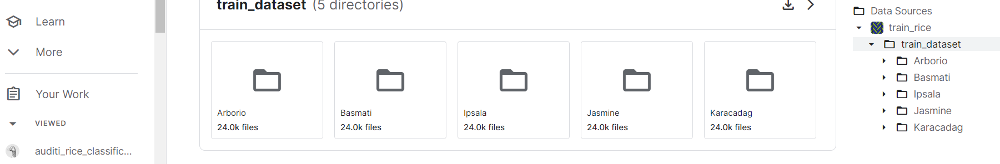 Learn
More
Your Work
VIEWED
auditi_rice_classific...
train_dataset (5 directories)
Arborio
24.0k files
Basmati
24.0k files
Ipsala
24.0k files
Jasmine
24.0k files
Karacadag
24.0k files
Data Sources
train_rice
train_dataset
Arborio
Basmati
Ipsala
Jasmine
Karacadag